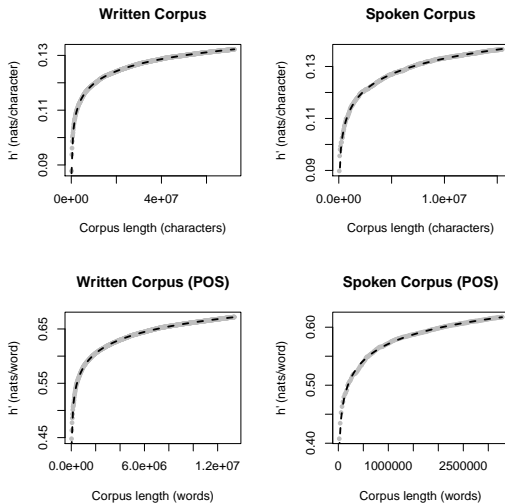 Written Corpus
Spoken Corpus
h' (nats/character)
0.09
0.11
0.13
0e+00
4e+07
Corpus length (characters)
h' (nats/character)
0.09
0.11
0.13
0.0e+00
1.0e+07
Corpus length (characters)
Written Corpus (POS)
Spoken Corpus (POS)
h' (nats/word)
0.45
0.55
0.65
0.0e+00
6.0e+06
1.2e+07
Corpus length (words)
h' (nats/word)
0.40
0.50
0.60
0
1000000
2500000
Corpus length (words)